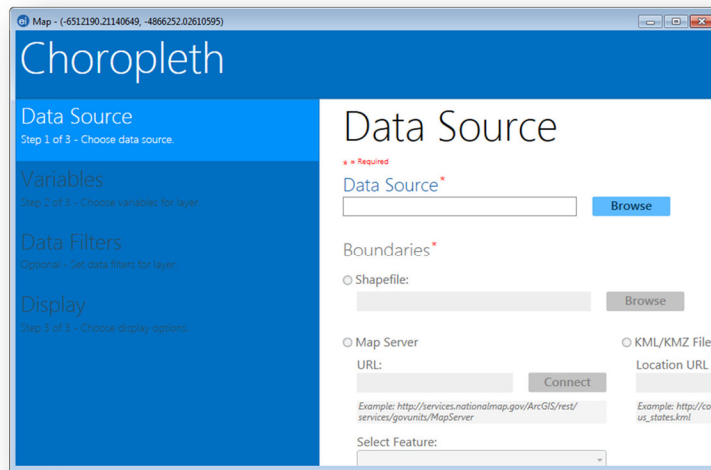 ei Map - (-6512190.21140649, -4866252.02610595)
Choropleth
Data Source
Step 1 of 3 - Choose data source.
Variables
Step 2 of 3 - Choose variables for layer.
Data Filters
Optional - Set data filters for layer.
Display
Step 3 of 3 - Choose display options.
Data Source
* = Required
Data Source*
Browse
Boundaries*
Shapefile:
Browse
Map Server
URL:
Connect
Example: http://services.nationalmap.gov/ArcGIS/rest/
services/govunits/MapServer
Select Feature:
KML/KMZ File
Location URL
Example: http://co
us_states.kml